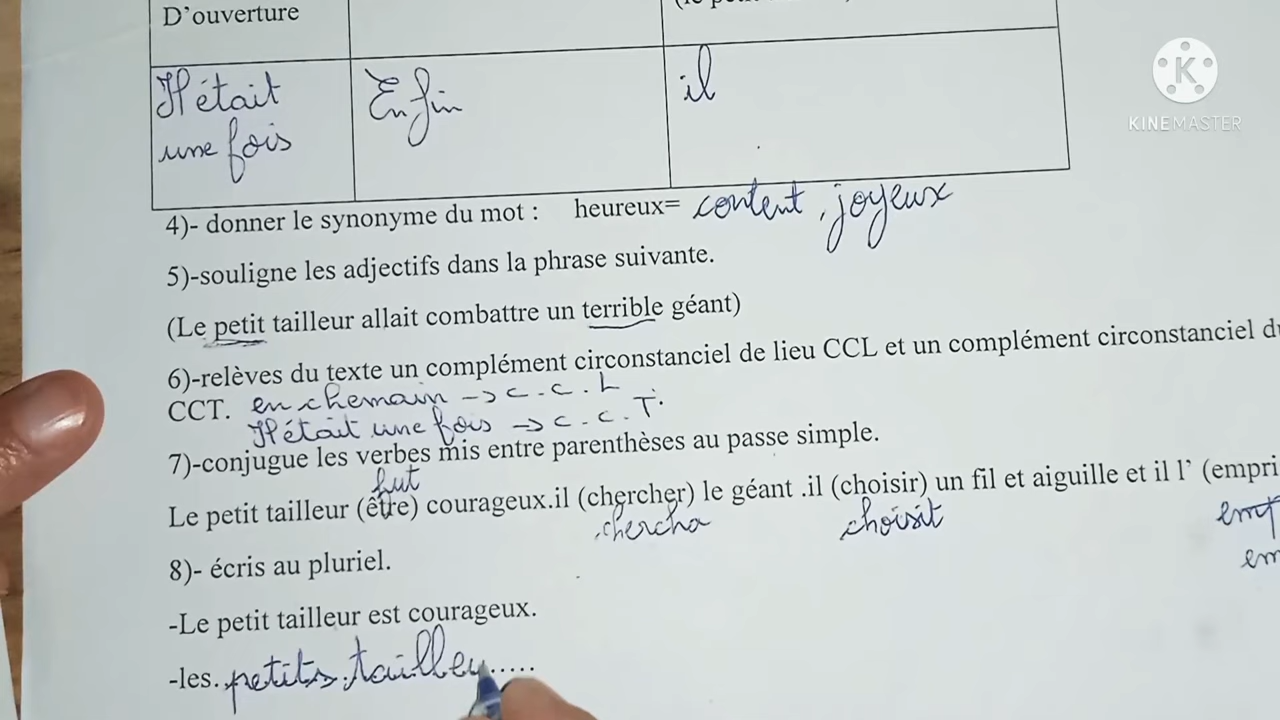 D'ouverture
(le peti
Il était
une fois
Enfin
il
KINEMASTER
4)- donner le synonyme du mot : heureux= content, joyeux
5)-souligne les adjectifs dans la phrase suivante.
(Le petit tailleur allait combattre un terrible géant)
6)-relèves du texte un complément circonstanciel de lieu CCL et un complément circonstanciel du
CCT. en chemain → c.c.L
Il était une fois → c.c.T.
7)-conjugue les verbes mis entre parenthèses au passe simple.
fut
Le petit tailleur (être) courageux.il (chercher) le géant .il (choisir) un fil et aiguille et il l' (empri
chercha choisit emp
em
8)- écris au pluriel.
-Le petit tailleur est courageux.
-les. petits tailleu.....